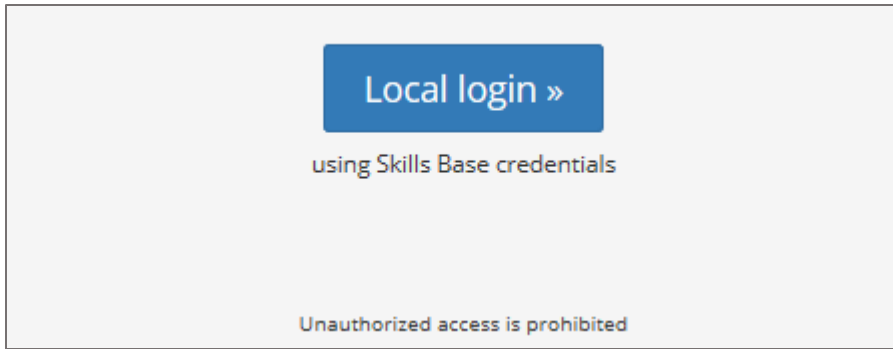 Local login »
using Skills Base credentials
Unauthorized access is prohibited